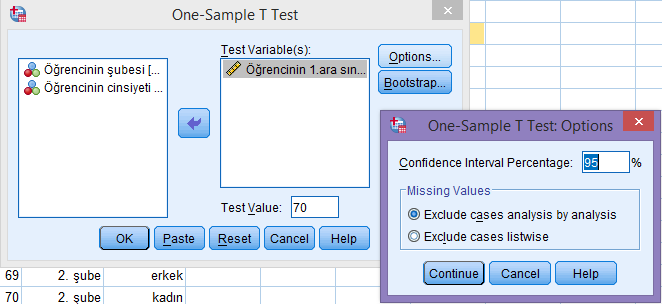 One-Sample T Test
Test Variable(s):
Öğrencinin şubesi [...
Öğrencinin cinsiyeti ...
Öğrencinin 1.ara sın...
Options...
Bootstrap...
Test Value: 70
OK Paste Reset Cancel Help
69 2. şube erkek
70 2. şube kadın
One-Sample T Test: Options
Confidence Interval Percentage: 95 %
Missing Values
Exclude cases analysis by analysis
Exclude cases listwise
Continue Cancel Help